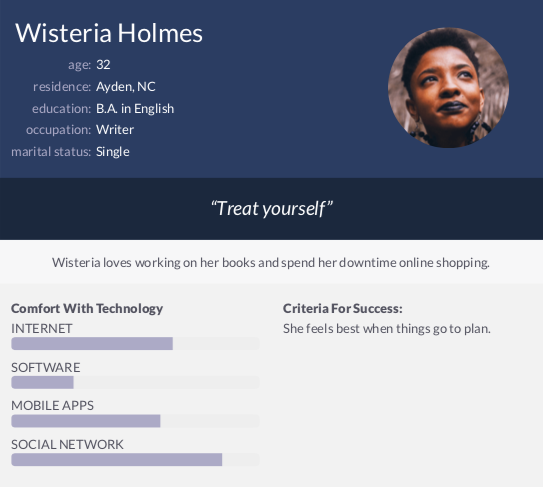 Wisteria Holmes
age: 32
residence: Ayden, NC
education: B.A. in English
occupation: Writer
marital status: Single
“Treat yourself”
Wisteria loves working on her books and spend her downtime online shopping.
Comfort With Technology
INTERNET
SOFTWARE
MOBILE APPS
SOCIAL NETWORK
Criteria For Success:
She feels best when things go to plan.